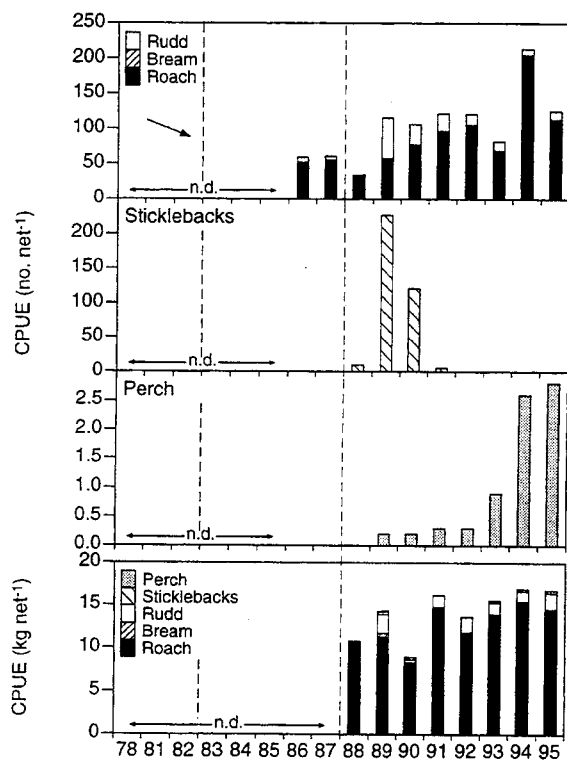 250
200
150
100
50
0
Rudd
Bream
Roach
n.d.
CPUE (no. net⁻¹)
Sticklebacks
200
150
100
50
0
n.d.
Perch
2.5
2.0
1.5
1.0
0.5
0.0
n.d.
CPUE (kg net⁻¹)
20
15
10
5
0
Perch
Sticklebacks
Rudd
Bream
Roach
n.d.
78 81 82 83 84 85 86 87 88 89 90 91 92 93 94 95